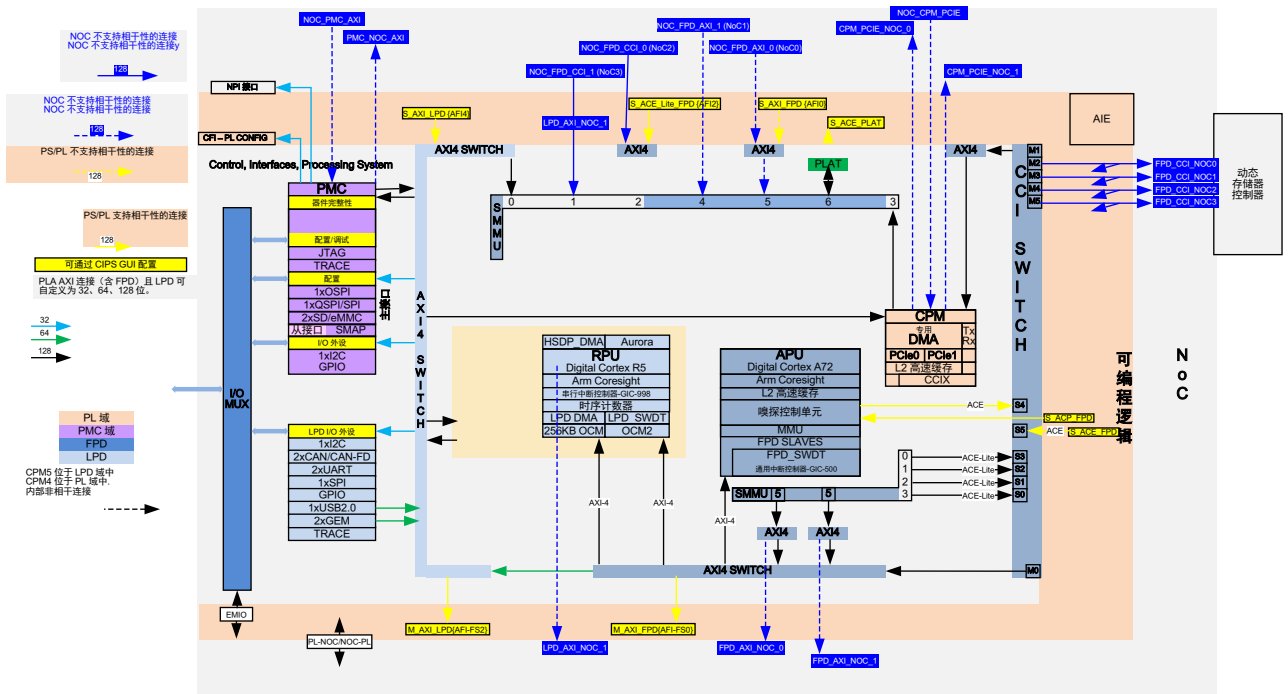 NOC 不支持相干性的连接
NOC 不支持相干性的连接y
128
NOC 不支持相干性的连接
NOC 不支持相干性的连接
128
PS/PL 不支持相干性的连接
128
PS/PL 支持相干性的连接
128
可通过 CIPS GUI 配置
PLA AXI 连接（含 FPD）且 LPD 可
自定义为 32、64、128 位。
32
64
128
PL 域
PMC 域
FPD
LPD
CPM5 位于 LPD 域中
CPM4 位于 PL 域中.
内部非相干连接
NOC_PMC_AXI
PMC_NOC_AXI
NPI 接口
CFI – PL CONFIG
Control, Interfaces, Processing System
I/O
MUX
EMIO
PL-NOC/NOC-PL
PMC
器件完整性
配置/调试
JTAG
TRACE
配置
1xOSPI
1xQSPI/SPI
2xSD/eMMC
从接口 SMAP
I/O 外设
1xI2C
GPIO
主接口
LPD I/O 外设
1xI2C
2xCAN/CAN-FD
2xUART
1xSPI
GPIO
1xUSB2.0
2xGEM
TRACE
S_AXI_LPD{AFI4}
AXI4 SWITCH
AXI4 SWITCH
M_AXI_LPD{AFI-FS2}
NOC_FPD_CCI_1 (NoC3)
NOC_FPD_CCI_0 (NoC2)
NOC_FPD_AXI_1 (NoC1)
NOC_FPD_AXI_0 (NoC0)
LPD_AXI_NOC_1
S_ACE_Lite_FPD {AFI2}
S_AXI_FPD {AFI0}
S_ACE_PLAT
AXI4
AXI4
PLAT
AXI4
SMMU
0 1 2 4 5 6 3
NOC_CPM_PCIE
CPM_PCIE_NOC_0
CPM_PCIE_NOC_1
CPM
专用
DMA
Tx
Rx
PCIe0 PCIe1
L2 高速缓存
CCIX
HSDP_DMA Aurora
RPU
Digital Cortex R5
Arm Coresight
串行中断控制器-GIC-998
时序计数器
LPD DMA LPD_SWDT
256KB OCM OCM2
APU
Digital Cortex A72
Arm Coresight
L2 高速缓存
嗅探控制单元
MMU
FPD SLAVES
FPD_SWDT
通用中断控制器-GIC-500
SMMU 5 5
0
1
2
3
AXI-4
AXI-4
AXI-4
AXI4
AXI4
AXI4 SWITCH
M_AXI_FPD{AFI-FS0}
LPD_AXI_NOC_1
FPD_AXI_NOC_0
FPD_AXI_NOC_1
ACE
ACE-Lite
ACE-Lite
ACE-Lite
ACE-Lite
M1
M2
M3
M4
M5
CCI SWITCH
S4
S5
S3
S2
S1
S0
M0
S_ACP_FPD
ACE
S_ACE_FPD
AIE
可编程逻辑
NoC
FPD_CCI_NOC0
FPD_CCI_NOC1
FPD_CCI_NOC2
FPD_CCI_NOC3
动态
存储器
控制器